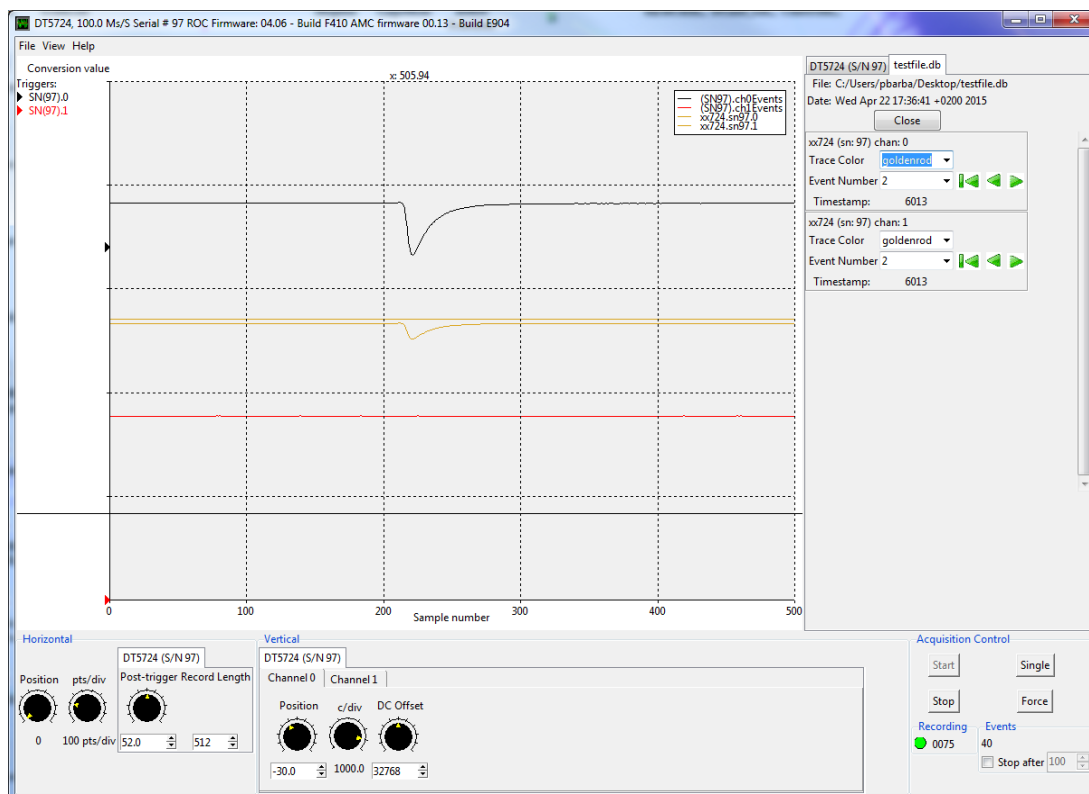 DT5724, 100.0 Ms/S Serial # 97 ROC Firmware: 04.06 - Build F410 AMC firmware 00.13 - Build E904
File View Help
Conversion value
Triggers:
SN(97).0
SN(97).1
x: 505.94
(SN97).ch0Events
(SN97).ch1Events
xx724.sn97.0
xx724.sn97.1
0 100 200 300 400 500
Sample number
DT5724 (S/N 97) testfile.db
File: C:/Users/pbarba/Desktop/testfile.db
Date: Wed Apr 22 17:36:41 +0200 2015
Close
xx724 (sn: 97) chan: 0
Trace Color goldenrod
Event Number 2
Timestamp: 6013
xx724 (sn: 97) chan: 1
Trace Color goldenrod
Event Number 2
Timestamp: 6013
Horizontal
DT5724 (S/N 97)
Position pts/div Post-trigger Record Length
0 100 pts/div 52.0 512
Vertical
DT5724 (S/N 97)
Channel 0 Channel 1
Position c/div DC Offset
-30.0 1000.0 32768
Acquisition Control
Start Single
Stop Force
Recording Events
0075 40
Stop after 100